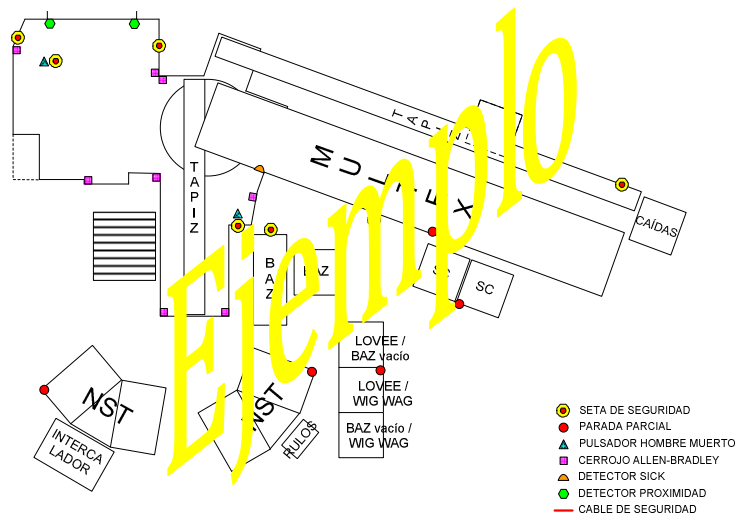 TAPIZ
MULTEX
TAPIZ
CAÍDAS
BAZ
BAZ
SC
SC
LOVEE /
BAZ vacío
LOVEE /
WIG WAG
BAZ vacío /
WIG WAG
NST
INTERCA
LADOR
NST
RULOS
Ejemplo
SETA DE SEGURIDAD
PARADA PARCIAL
PULSADOR HOMBRE MUERTO
CERROJO ALLEN-BRADLEY
DETECTOR SICK
DETECTOR PROXIMIDAD
CABLE DE SEGURIDAD